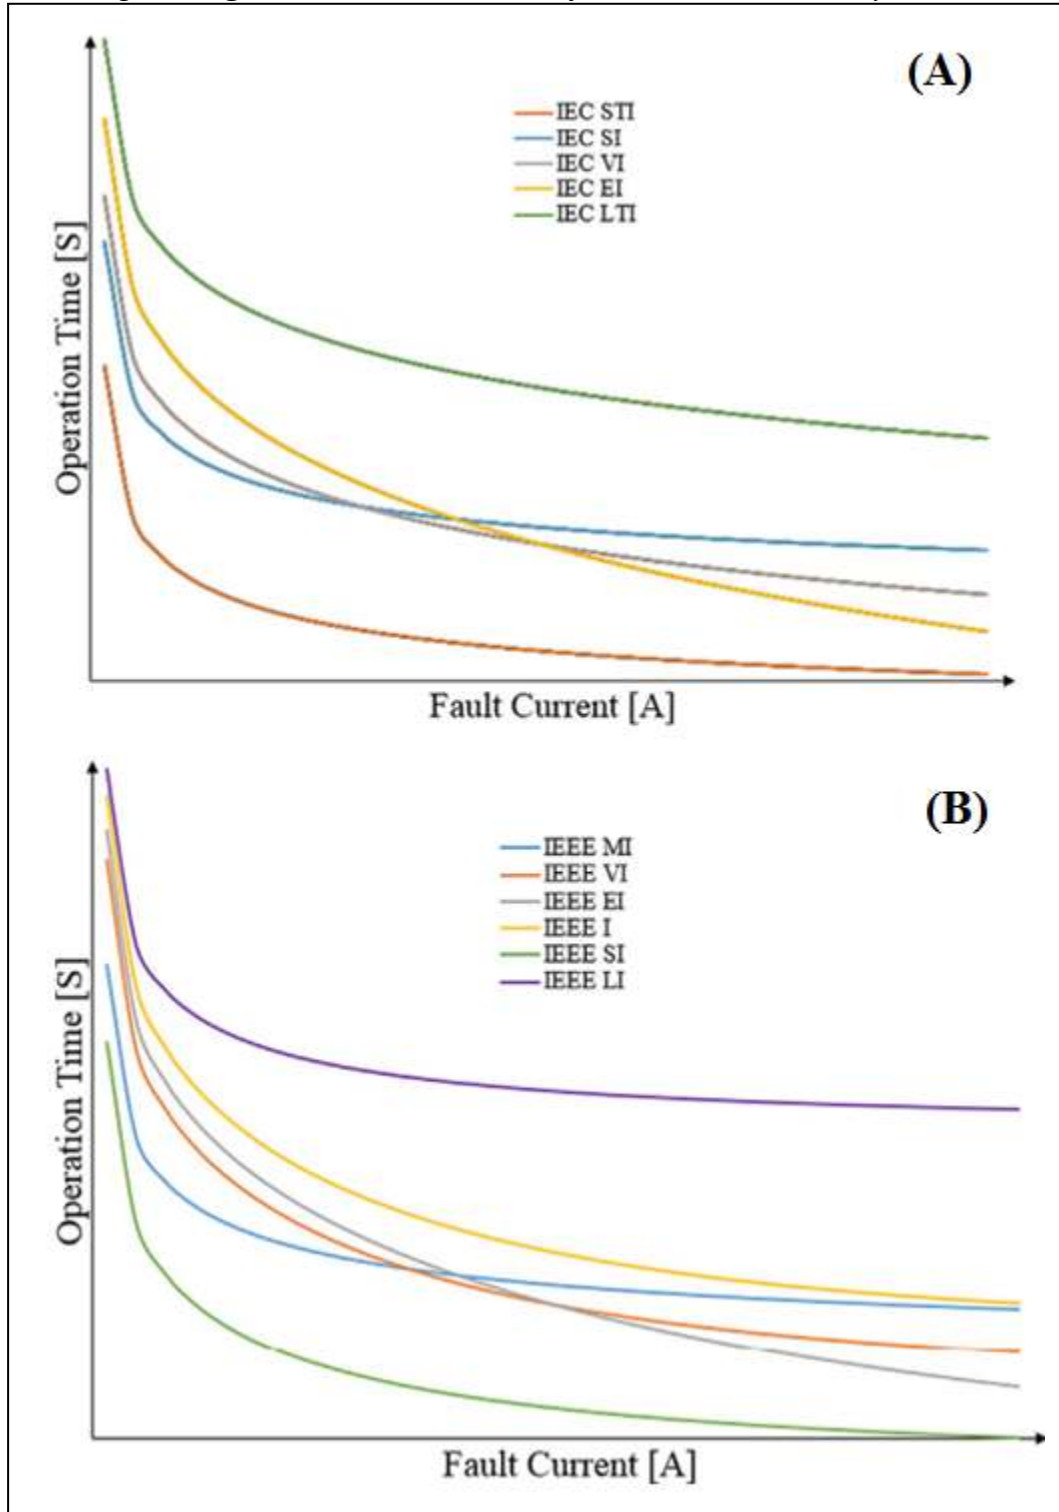 (A)
IEC STI
IEC SI
IEC VI
IEC EI
IEC LTI
Operation Time [S]
Fault Current [A]
(B)
IEEE MI
IEEE VI
IEEE EI
IEEE I
IEEE SI
IEEE LI
Operation Time [S]
Fault Current [A]